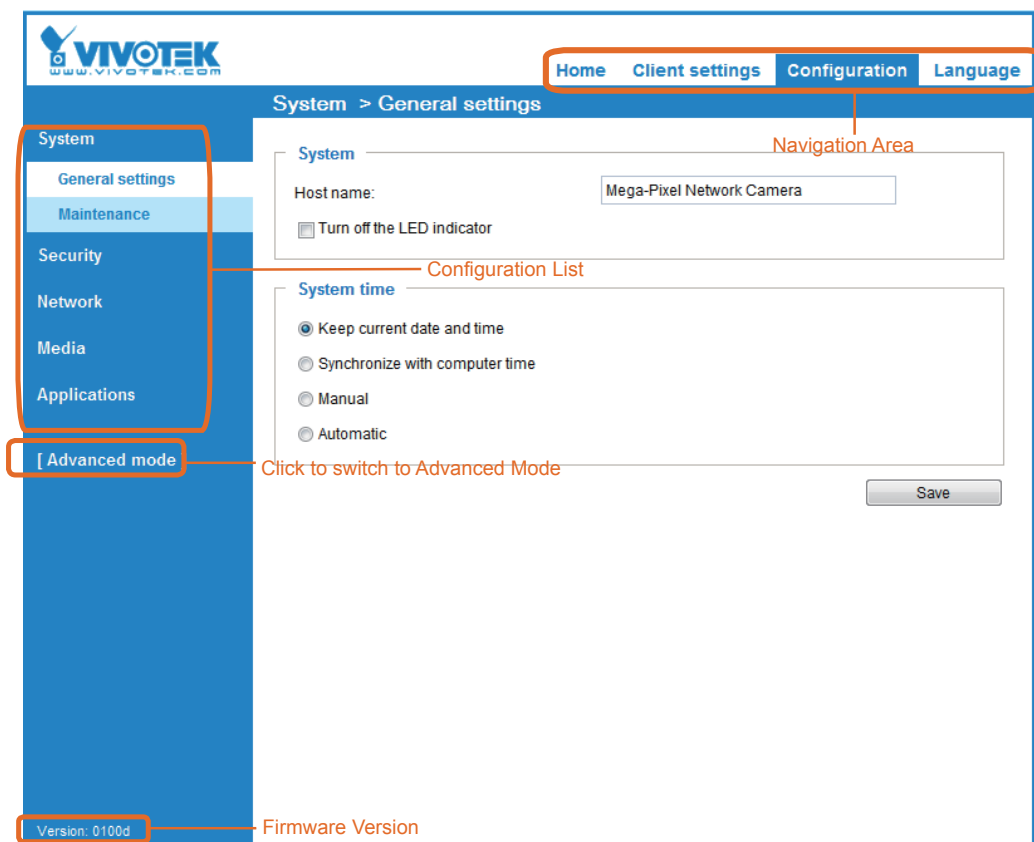 VIVOTEK
www.vivotek.com
Home Client settings Configuration Language
System > General settings
Navigation Area
System
General settings
Maintenance
Security
Network
Media
Applications
[ Advanced mode
Configuration List
Click to switch to Advanced Mode
System
Host name: Mega-Pixel Network Camera
Turn off the LED indicator
System time
Keep current date and time
Synchronize with computer time
Manual
Automatic
Save
Version: 0100d
Firmware Version